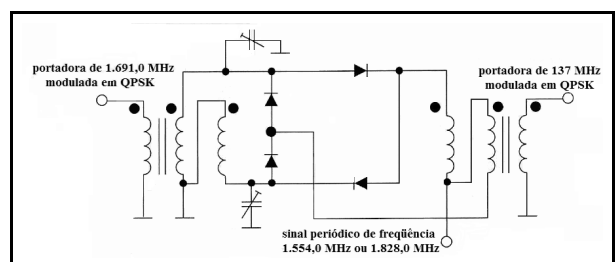 portadora de 1.691,0 MHz
modulada em QPSK
portadora de 137 MHz
modulada em QPSK
sinal periódico de freqüência
1.554,0 MHz ou 1.828,0 MHz